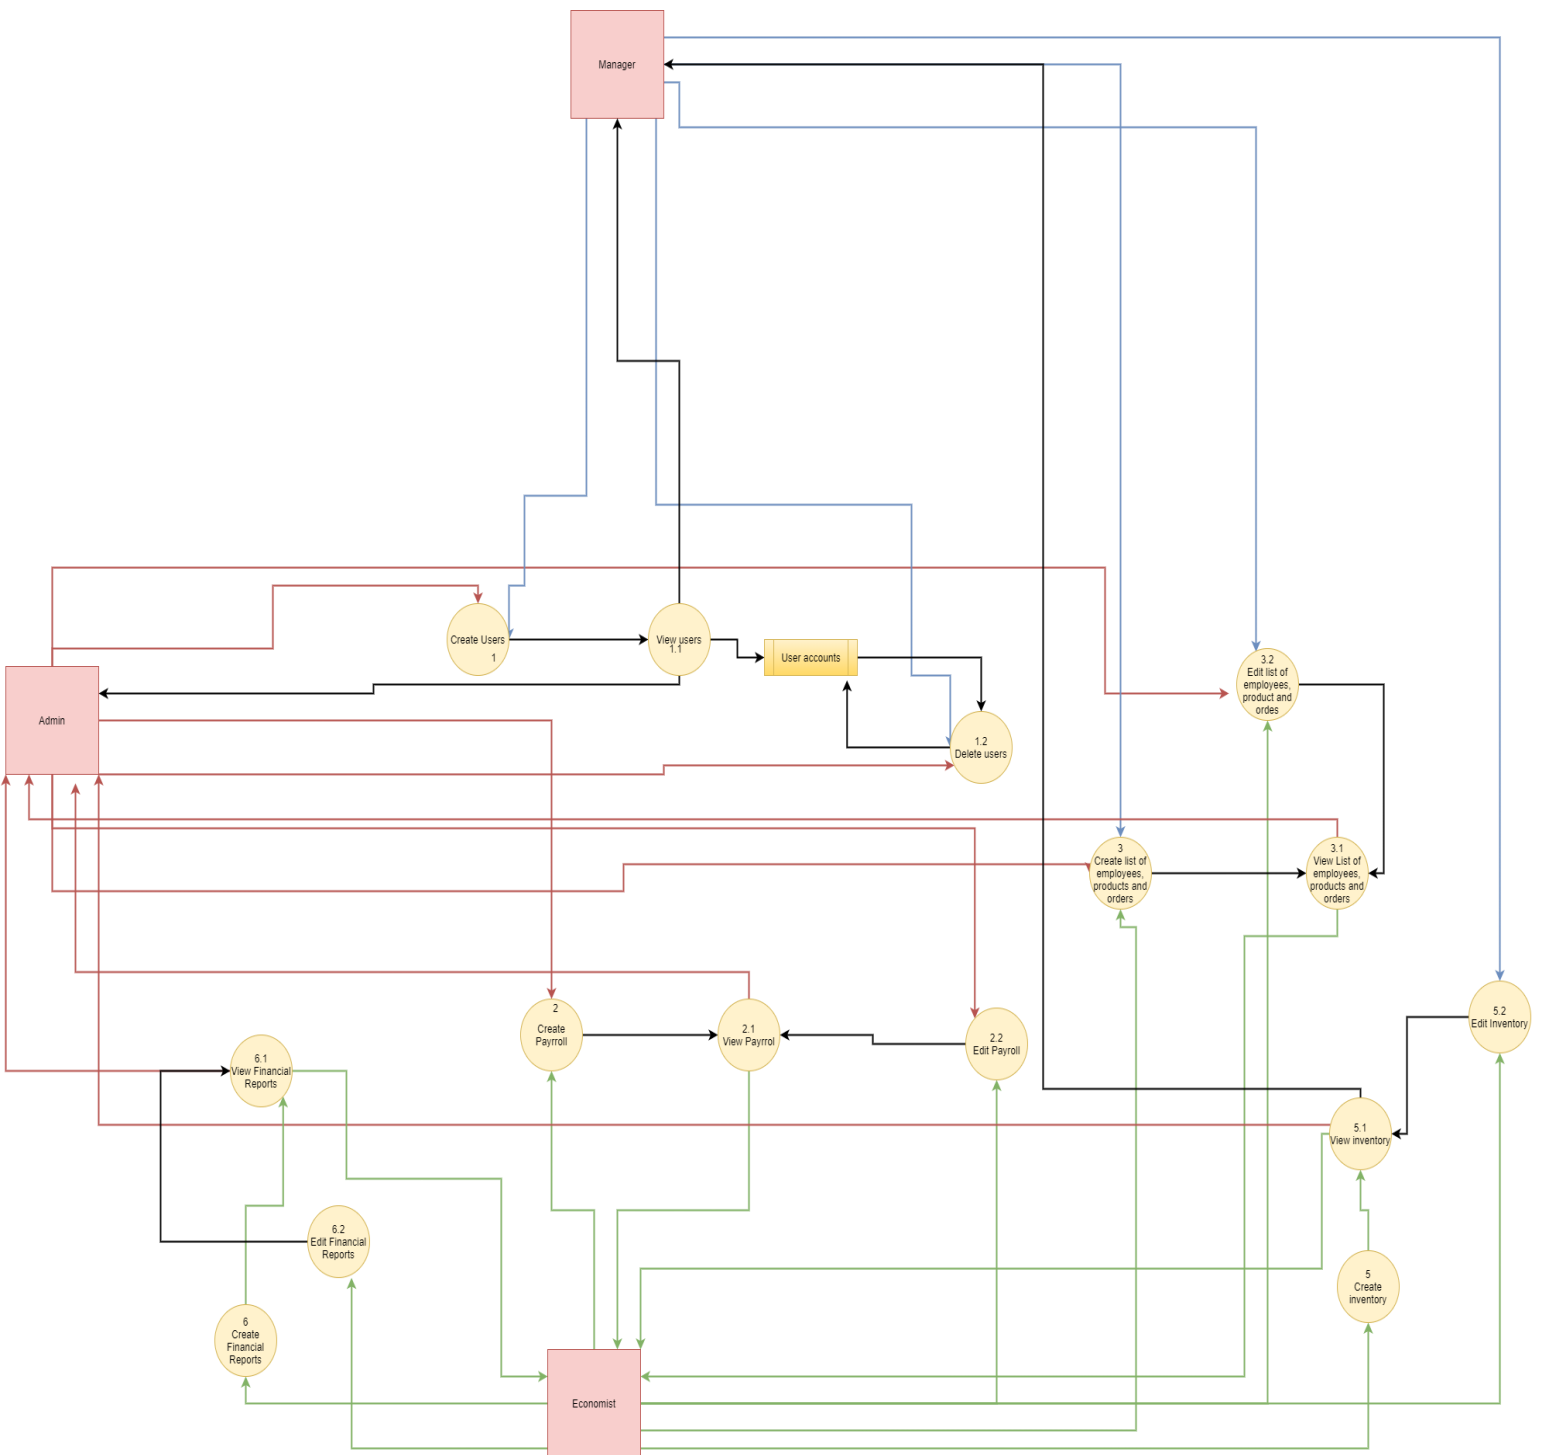 Manager
Create Users
1
View users
1.1
User accounts
3.2
Edit list of
employees,
product and
ordes
Admin
1.2
Delete users
3
Create list of
employees,
products and
orders
3.1
View List of
employees,
products and
orders
2
Create
Payrroll
2.1
View Payrrol
2.2
Edit Payroll
5.2
Edit Inventory
6.1
View Financial
Reports
5.1
View inventory
6.2
Edit Financial
Reports
5
Create
inventory
6
Create
Financial
Reports
Economist